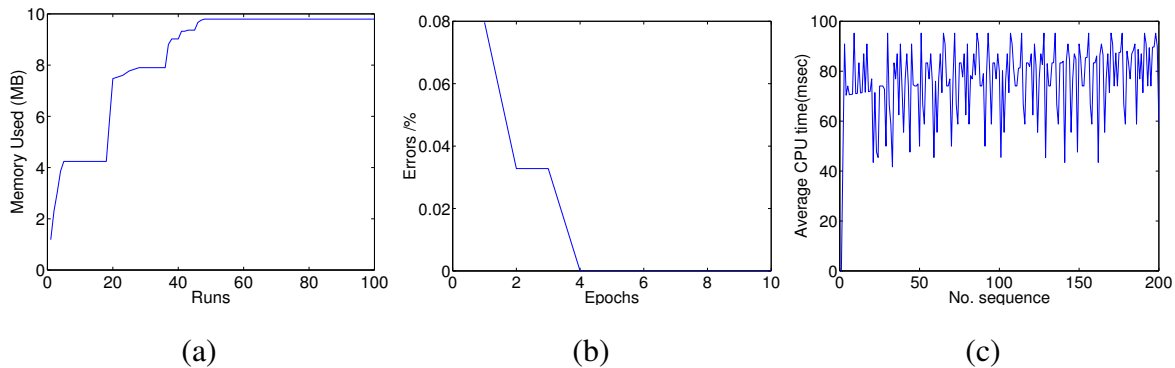 10
8
6
4
2
0
Memory Used (MB)
0 20 40 60 80 100
Runs
(a)
0.08
0.06
0.04
0.02
0
Errors /%
0 2 4 6 8 10
Epochs
(b)
100
80
60
40
20
0
Average CPU time(msec)
0 50 100 150 200
No. sequence
(c)